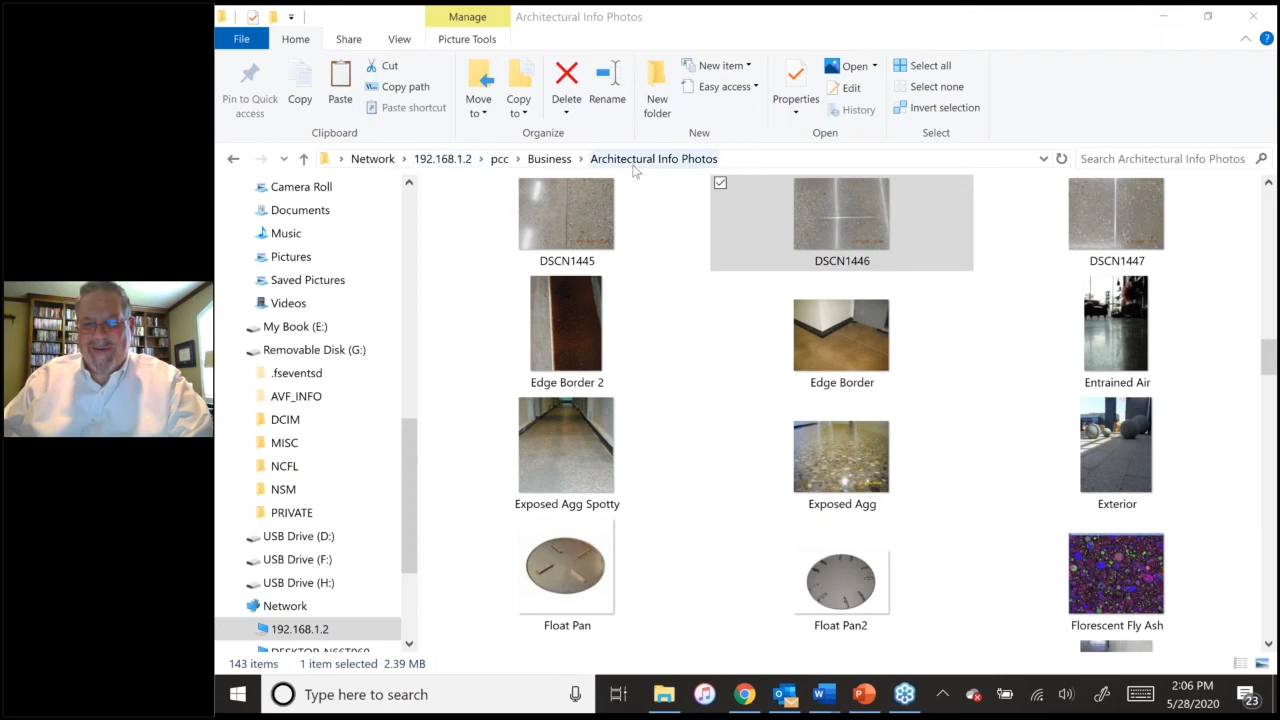 Manage
Architectural Info Photos
File
Home
Share
View
Picture Tools
Pin to Quick access
Copy
Paste
Cut
Copy path
Paste shortcut
Clipboard
Move to
Copy to
Delete
Rename
Organize
New folder
New item
Easy access
New
Properties
Open
Edit
History
Open
Select all
Select none
Invert selection
Select
Network > 192.168.1.2 > pcc > Business > Architectural Info Photos
Search Architectural Info Photos
Camera Roll
Documents
Music
Pictures
Saved Pictures
Videos
My Book (E:)
Removable Disk (G:)
.fseventsd
AVF_INFO
DCIM
MISC
NCFL
NSM
PRIVATE
USB Drive (D:)
USB Drive (F:)
USB Drive (H:)
Network
192.168.1.2
DSCN1445
DSCN1446
DSCN1447
Edge Border 2
Edge Border
Entrained Air
Exposed Agg Spotty
Exposed Agg
Exterior
Float Pan
Float Pan2
Florescent Fly Ash
143 items
1 item selected 2.39 MB
Type here to search
2:06 PM
5/28/2020
23